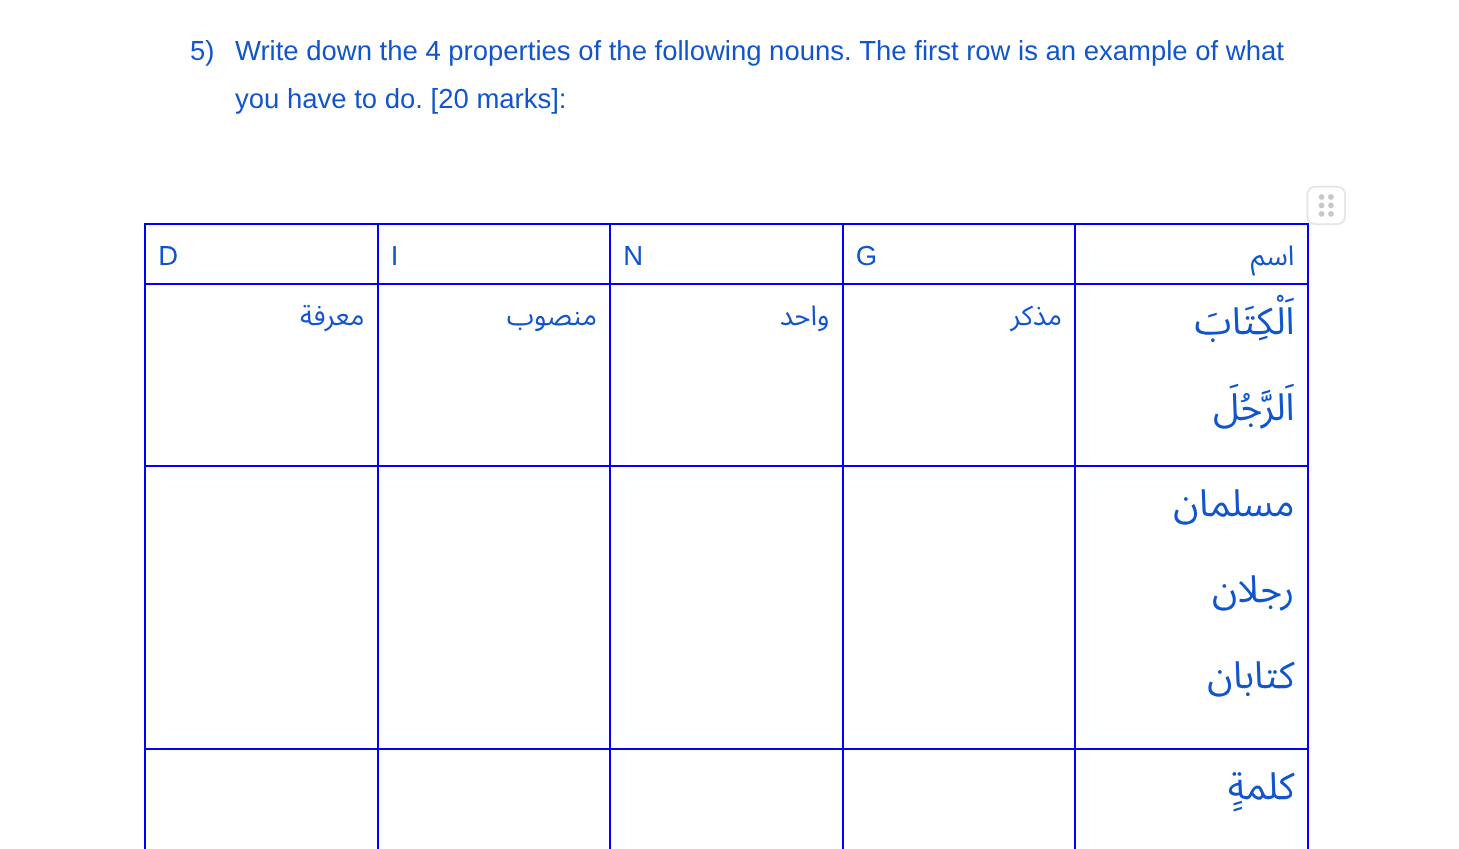 5) Write down the 4 properties of the following nouns. The first row is an example of what
you have to do. [20 marks]:
D I N G اسم
معرفة منصوب واحد مذكر اَلْكِتَابَ
اَلرَّجُلَ
مسلمان
رجلان
كتابان
كلمةٍ